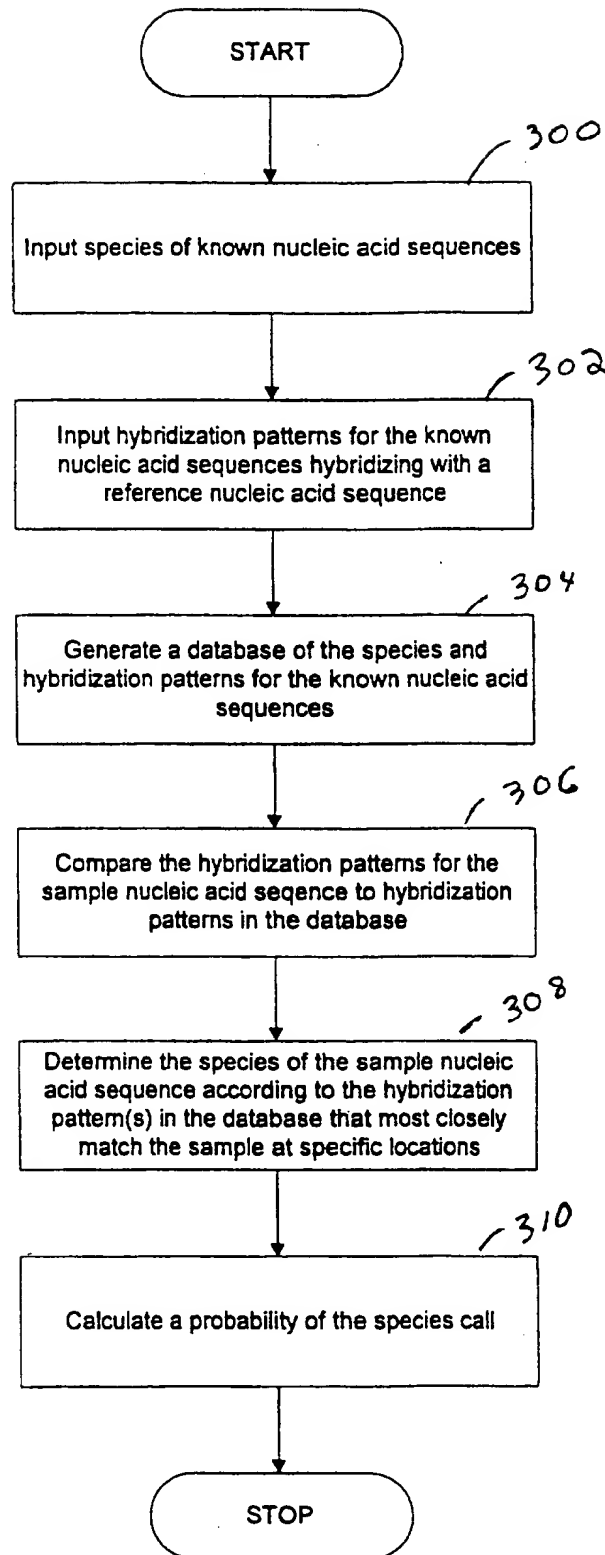 START
300
Input species of known nucleic acid sequences
302
Input hybridization patterns for the known
nucleic acid sequences hybridizing with a
reference nucleic acid sequence
304
Generate a database of the species and
hybridization patterns for the known nucleic acid
sequences
306
Compare the hybridization patterns for the
sample nucleic acid seqence to hybridization
patterns in the database
308
Determine the species of the sample nucleic
acid sequence according to the hybridization
pattern(s) in the database that most closely
match the sample at specific locations
310
Calculate a probability of the species call
STOP